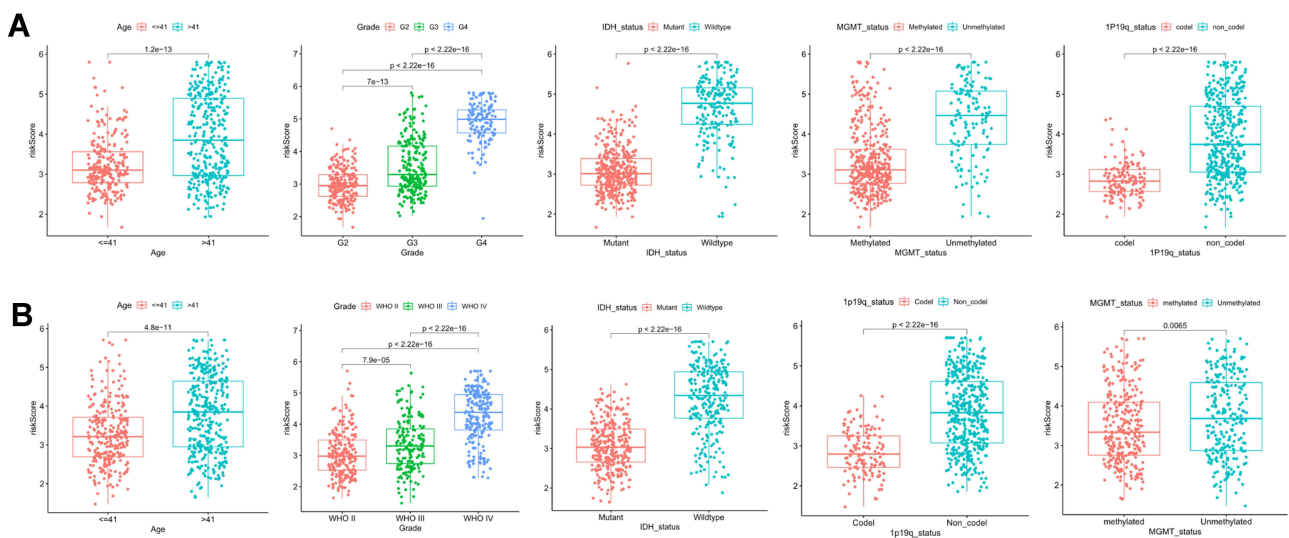 A
Age <=41 >41
1.2e−13
6
5
4
3
2
riskScore
<=41 >41
Age
Grade G2 G3 G4
p < 2.22e−16
p < 2.22e−16
7e−13
7
6
5
4
3
2
riskScore
G2 G3 G4
Grade
IDH_status Mutant Wildtype
p < 2.22e−16
6
5
4
3
2
riskScore
Mutant Wildtype
IDH_status
MGMT_status Methylated Unmethylated
p < 2.22e−16
6
5
4
3
2
riskScore
Methylated Unmethylated
MGMT_status
1P19q_status codel non_codel
p < 2.22e−16
6
5
4
3
2
riskScore
codel non_codel
1P19q_status
B
Age <=41 >41
4.8e−11
6
5
4
3
2
riskScore
<=41 >41
Age
Grade WHO II WHO III WHO IV
p < 2.22e−16
p < 2.22e−16
7.9e−05
7
6
5
4
3
2
riskScore
WHO II WHO III WHO IV
Grade
IDH_status Mutant Wildtype
p < 2.22e−16
6
5
4
3
2
riskScore
Mutant Wildtype
IDH_status
1p19q_status Codel Non_codel
p < 2.22e−16
6
5
4
3
2
riskScore
Codel Non_codel
1p19q_status
MGMT_status methylated Unmethylated
0.0065
6
5
4
3
2
riskScore
methylated Unmethylated
MGMT_status